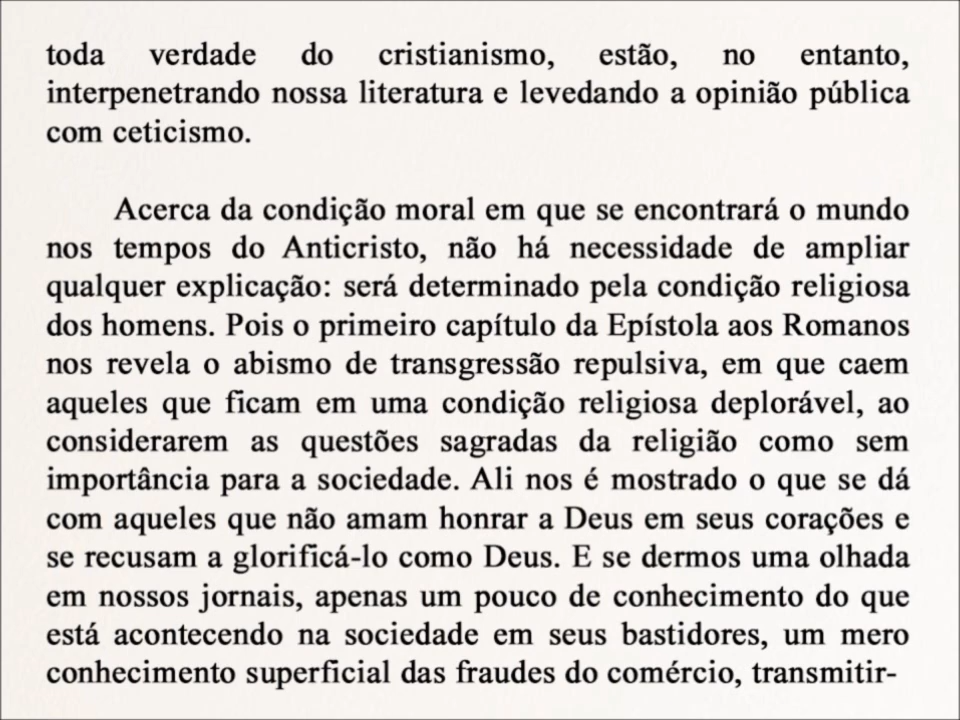 toda verdade do cristianismo, estão, no entanto,
interpenetrando nossa literatura e levedando a opinião pública
com ceticismo.
Acerca da condição moral em que se encontrará o mundo
nos tempos do Anticristo, não há necessidade de ampliar
qualquer explicação: será determinado pela condição religiosa
dos homens. Pois o primeiro capítulo da Epístola aos Romanos
nos revela o abismo de transgressão repulsiva, em que caem
aqueles que ficam em uma condição religiosa deplorável, ao
considerarem as questões sagradas da religião como sem
importância para a sociedade. Ali nos é mostrado o que se dá
com aqueles que não amam honrar a Deus em seus corações e
se recusam a glorificá-lo como Deus. E se dermos uma olhada
em nossos jornais, apenas um pouco de conhecimento do que
está acontecendo na sociedade em seus bastidores, um mero
conhecimento superficial das fraudes do comércio, transmitir-